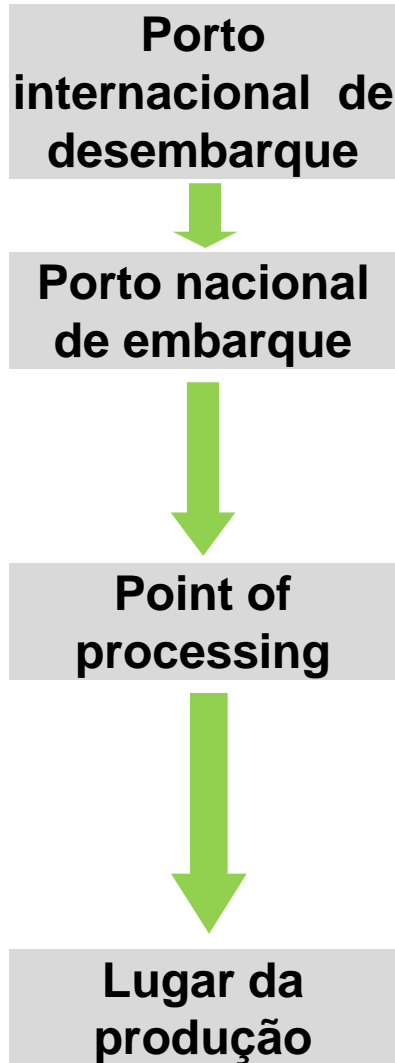 Porto
internacional de
desembarque
Porto nacional
de embarque
Point of
processing
Lugar da
produção